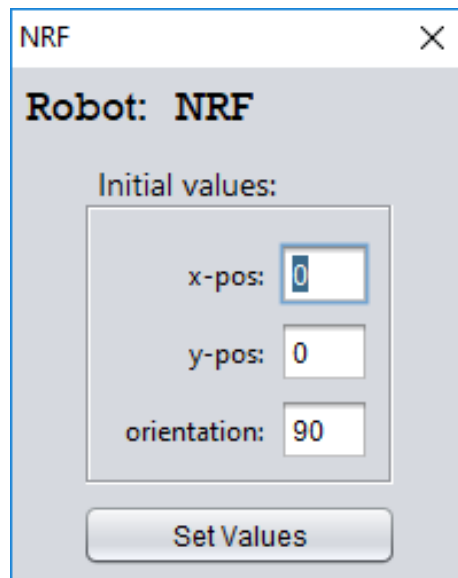 NRF
Robot: NRF
Initial values:
x-pos: 0
y-pos: 0
orientation: 90
Set Values